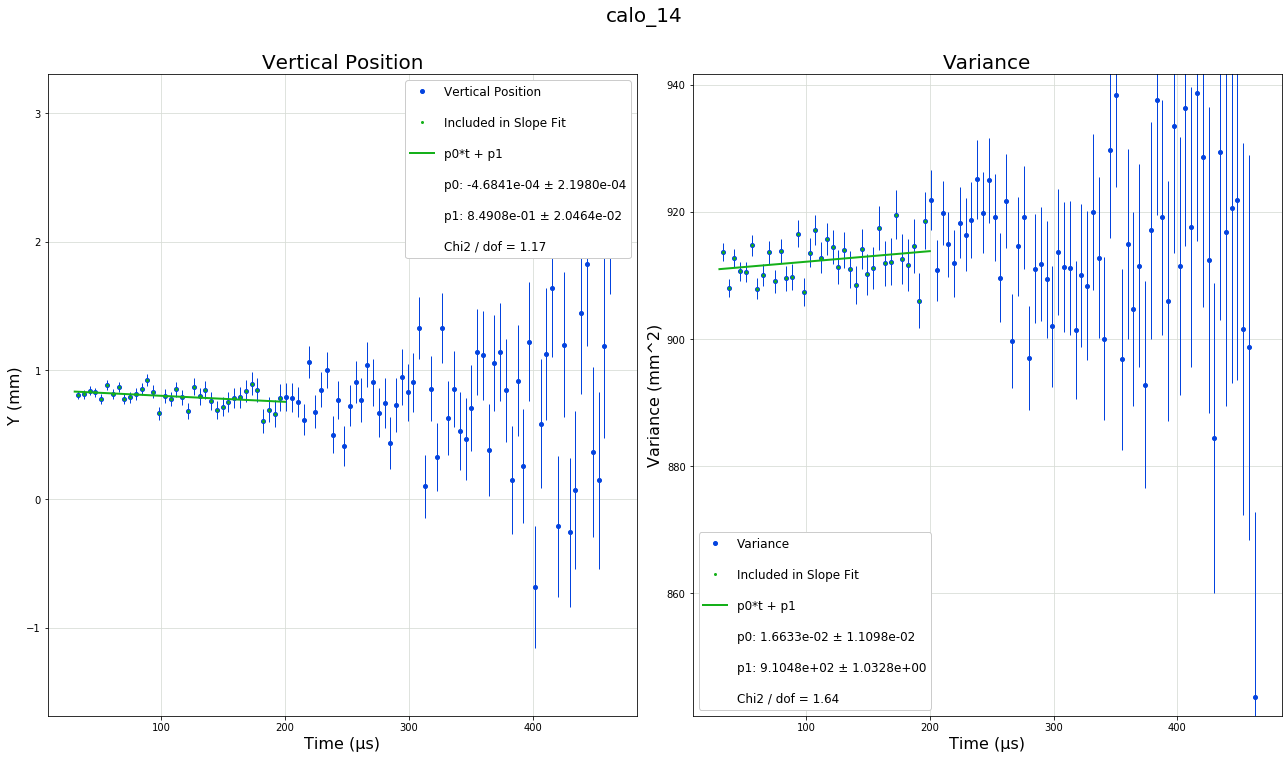 calo_14
Vertical Position
Y (mm)
3
2
1
0
−1
100
200
300
400
Time (µs)
Vertical Position
Included in Slope Fit
p0*t + p1
p0: -4.6841e-04 ± 2.1980e-04
p1: 8.4908e-01 ± 2.0464e-02
Chi2 / dof = 1.17
Variance
Variance (mm^2)
940
920
900
880
860
100
200
300
400
Time (µs)
Variance
Included in Slope Fit
p0*t + p1
p0: 1.6633e-02 ± 1.1098e-02
p1: 9.1048e+02 ± 1.0328e+00
Chi2 / dof = 1.64